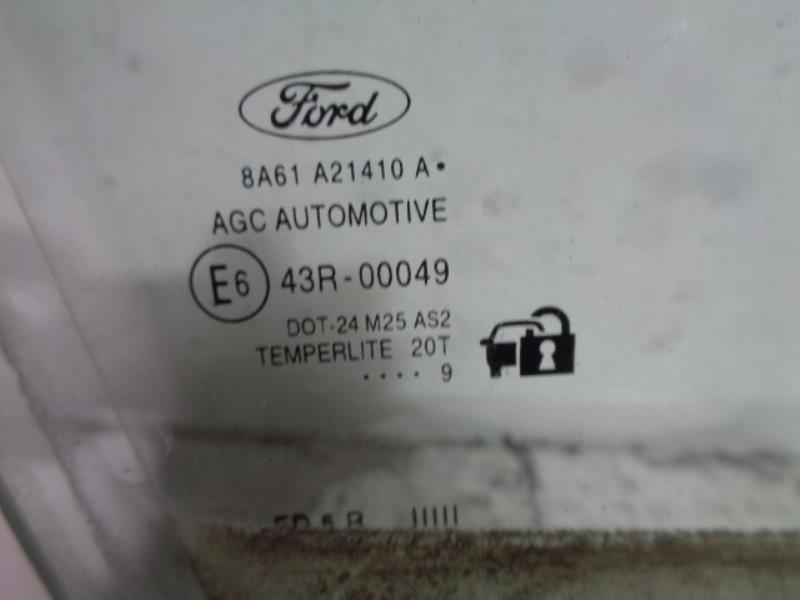 Ford
8A61 A21410 A •
AGC AUTOMOTIVE
E6 43R-00049
DOT-24 M25 AS2
TEMPERLITE 20T
.... 9